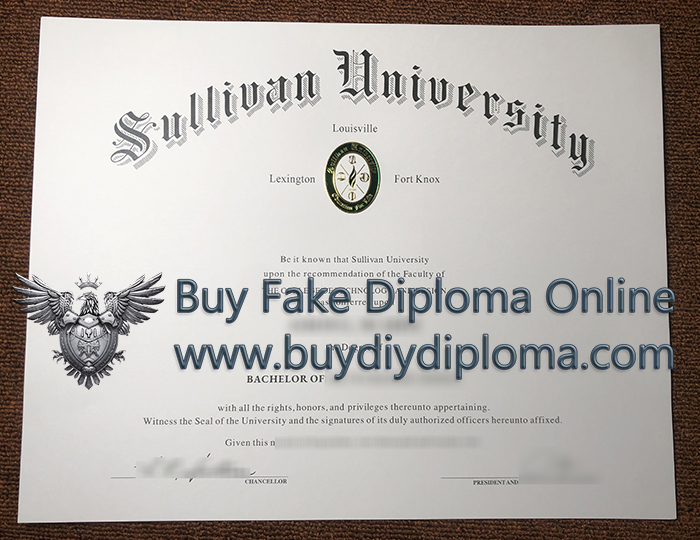 Sullivan University
Louisville
Lexington Fort Knox
Sullivan University
Be it known that Sullivan University
upon the recommendation of the Faculty of
THE
Buy Fake Diploma Online
www.buydiydiploma.com
BACHELOR OF
with all the rights, honors, and privileges thereunto appertaining.
Witness the Seal of the University and the signatures of its duly authorized officers hereunto affixed.
Given this
CHANCELLOR PRESIDENT AND